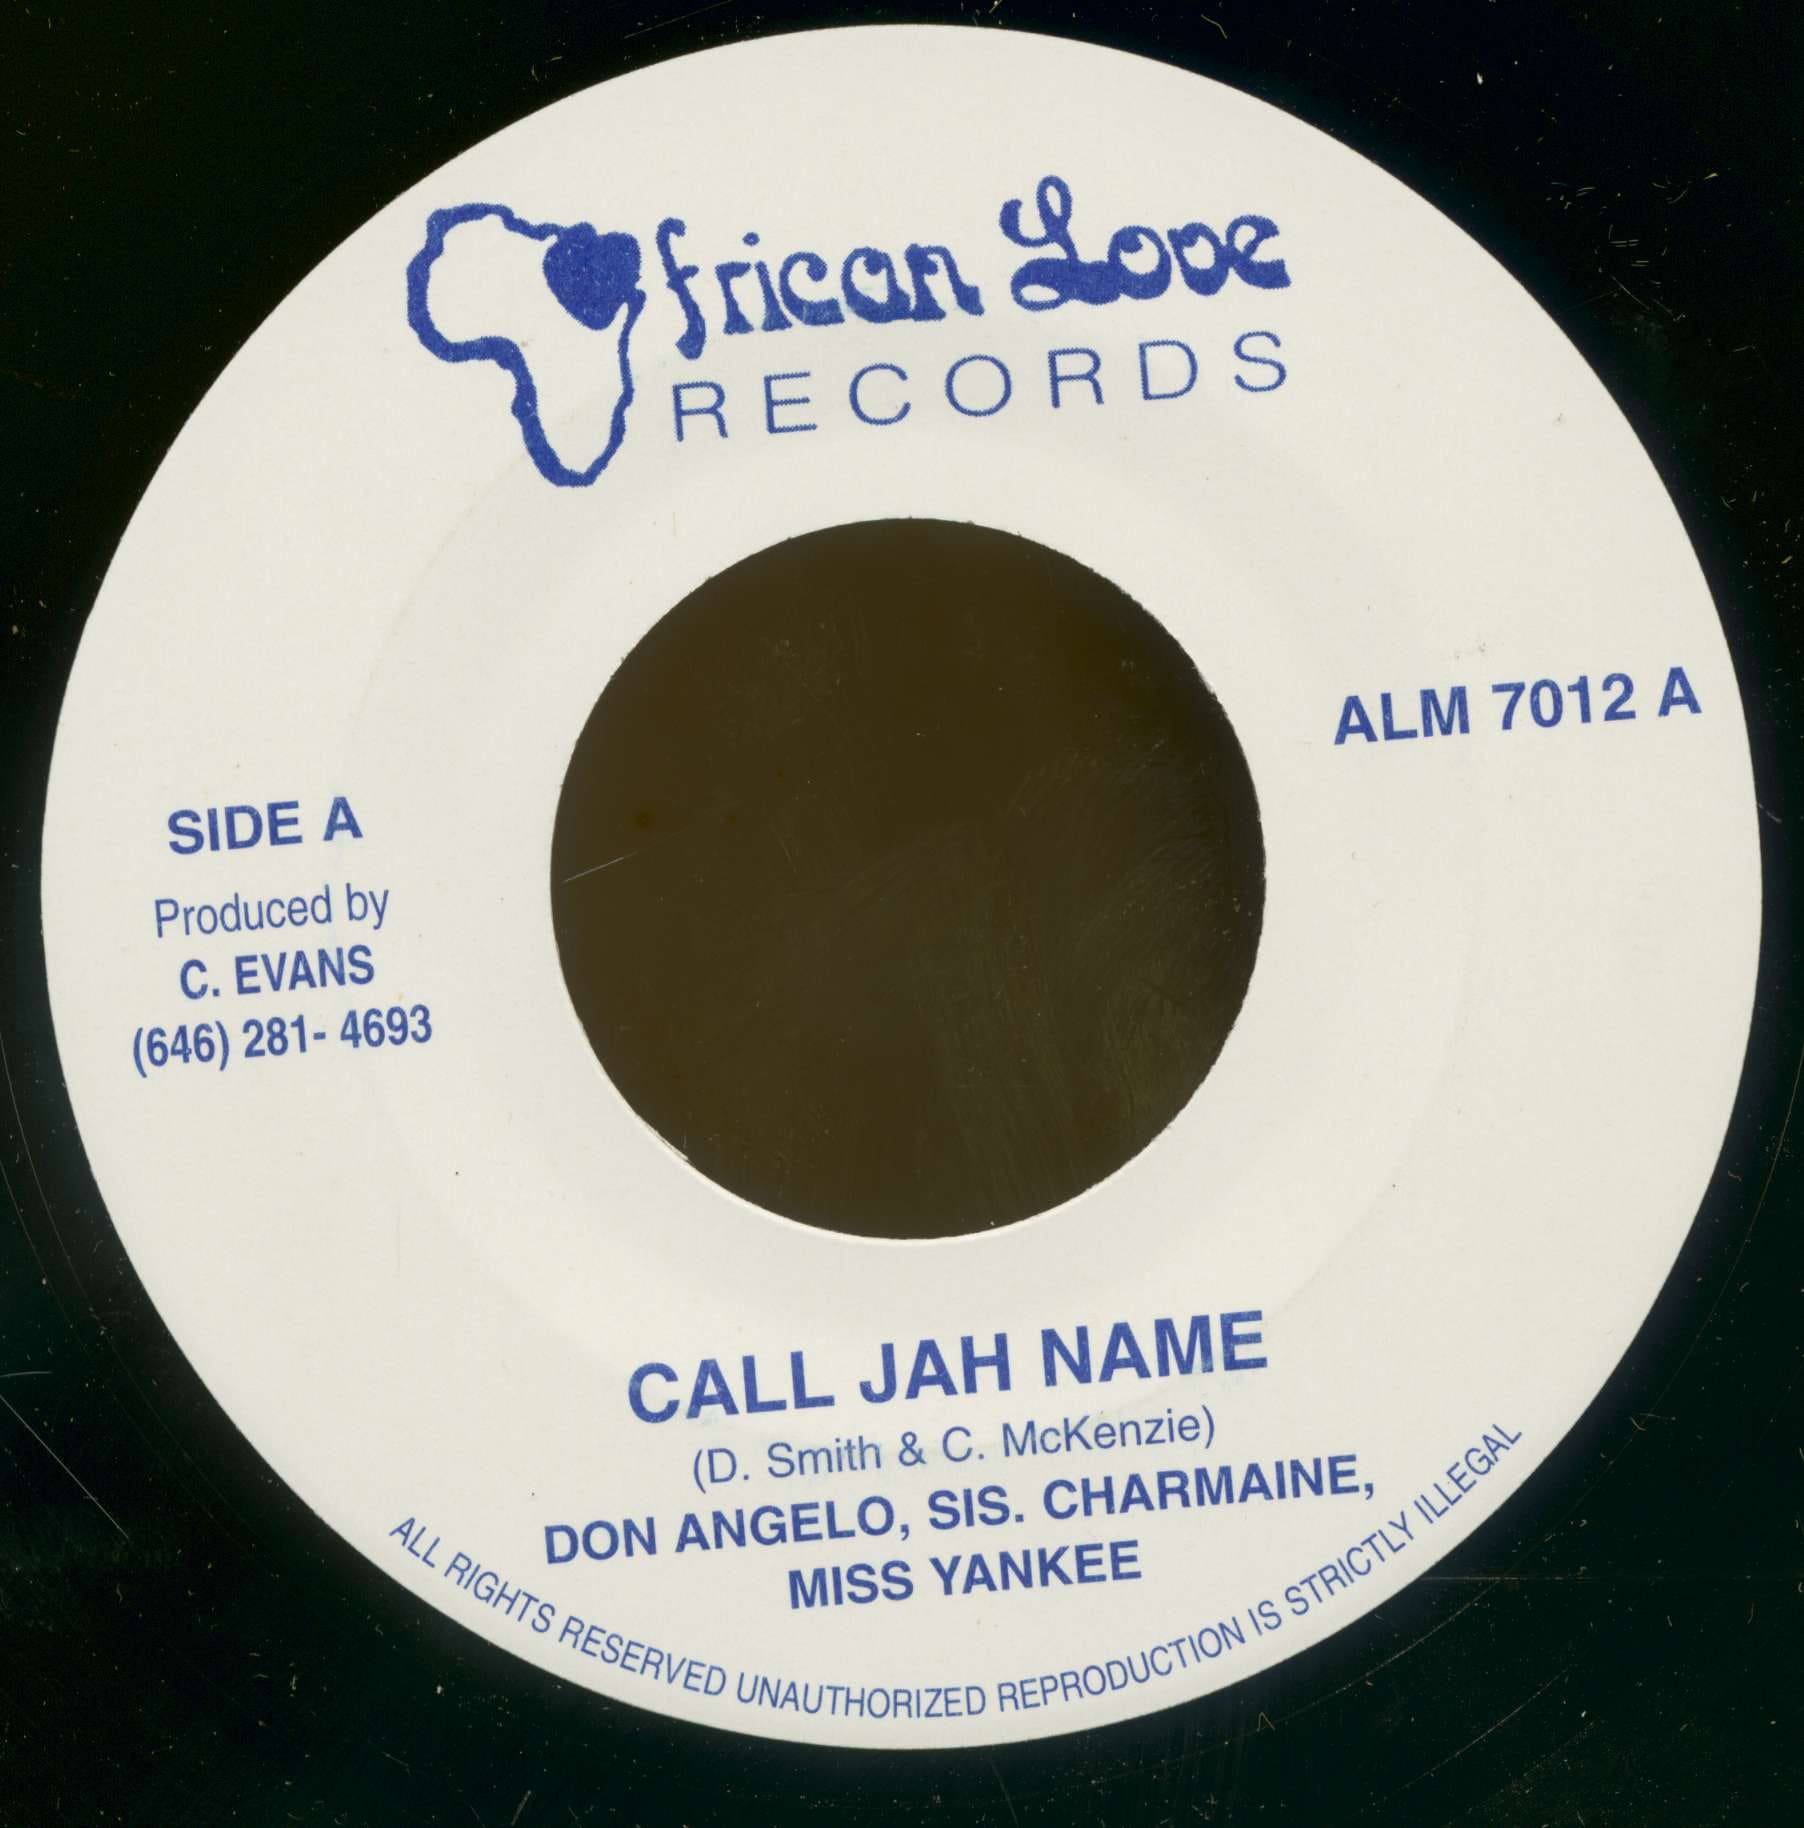 African Love
RECORDS
ALM 7012 A
SIDE A
Produced by
C. EVANS
(646) 281- 4693
CALL JAH NAME
(D. Smith & C. McKenzie)
DON ANGELO, SIS. CHARMAINE,
MISS YANKEE
ALL RIGHTS RESERVED UNAUTHORIZED REPRODUCTION IS STRICTLY ILLEGAL